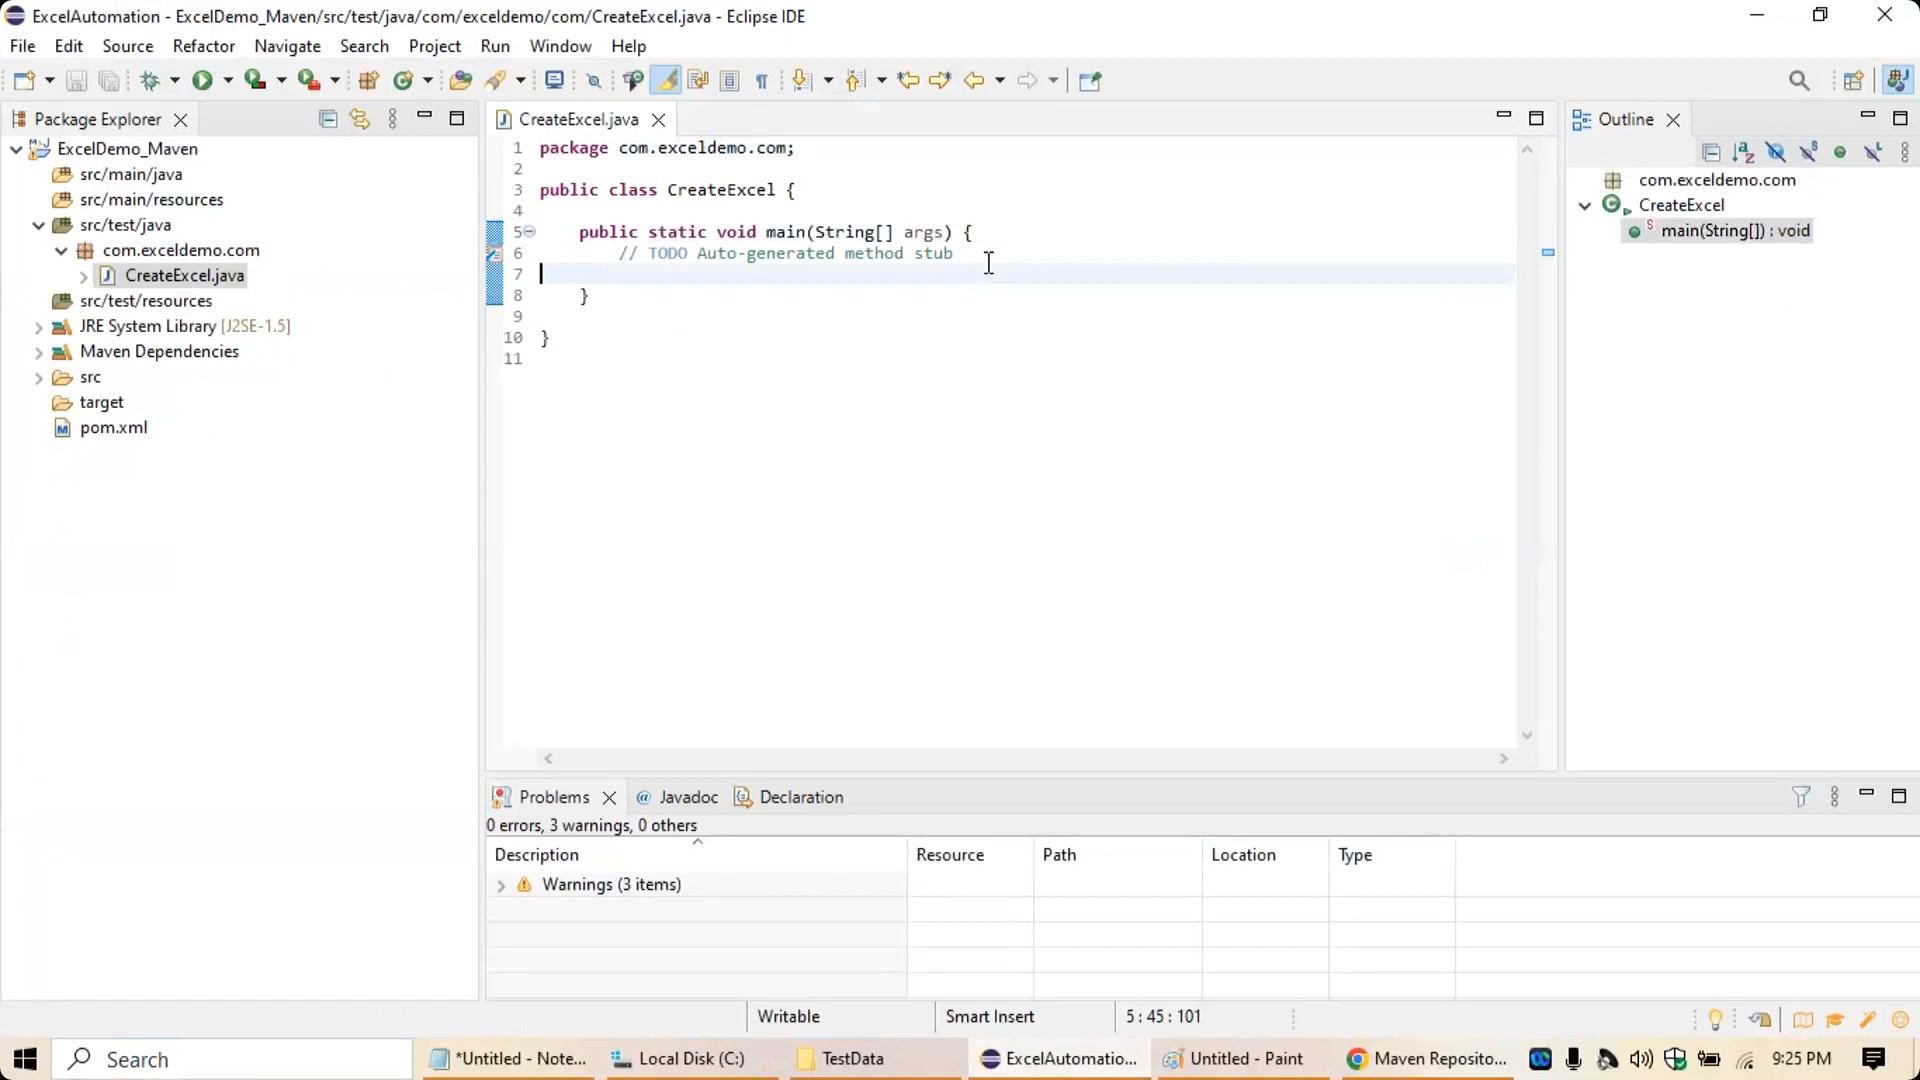 ExcelAutomation - ExcelDemo_Maven/src/test/java/com/exceldemo/com/CreateExcel.java - Eclipse IDE
File Edit Source Refactor Navigate Search Project Run Window Help
Package Explorer
ExcelDemo_Maven
src/main/java
src/main/resources
src/test/java
com.exceldemo.com
CreateExcel.java
src/test/resources
JRE System Library [J2SE-1.5]
Maven Dependencies
src
target
pom.xml
CreateExcel.java
1 package com.exceldemo.com;
2
3 public class CreateExcel {
4
5 public static void main(String[] args) {
6 // TODO Auto-generated method stub
7
8 }
9
10 }
11
Outline
com.exceldemo.com
CreateExcel
main(String[]) : void
Problems @ Javadoc Declaration
0 errors, 3 warnings, 0 others
Description Resource Path Location Type
Warnings (3 items)
Writable Smart Insert 5 : 45 : 101
Search *Untitled - Note... Local Disk (C:) TestData ExcelAutomatio... Untitled - Paint Maven Reposito... 9:25 PM